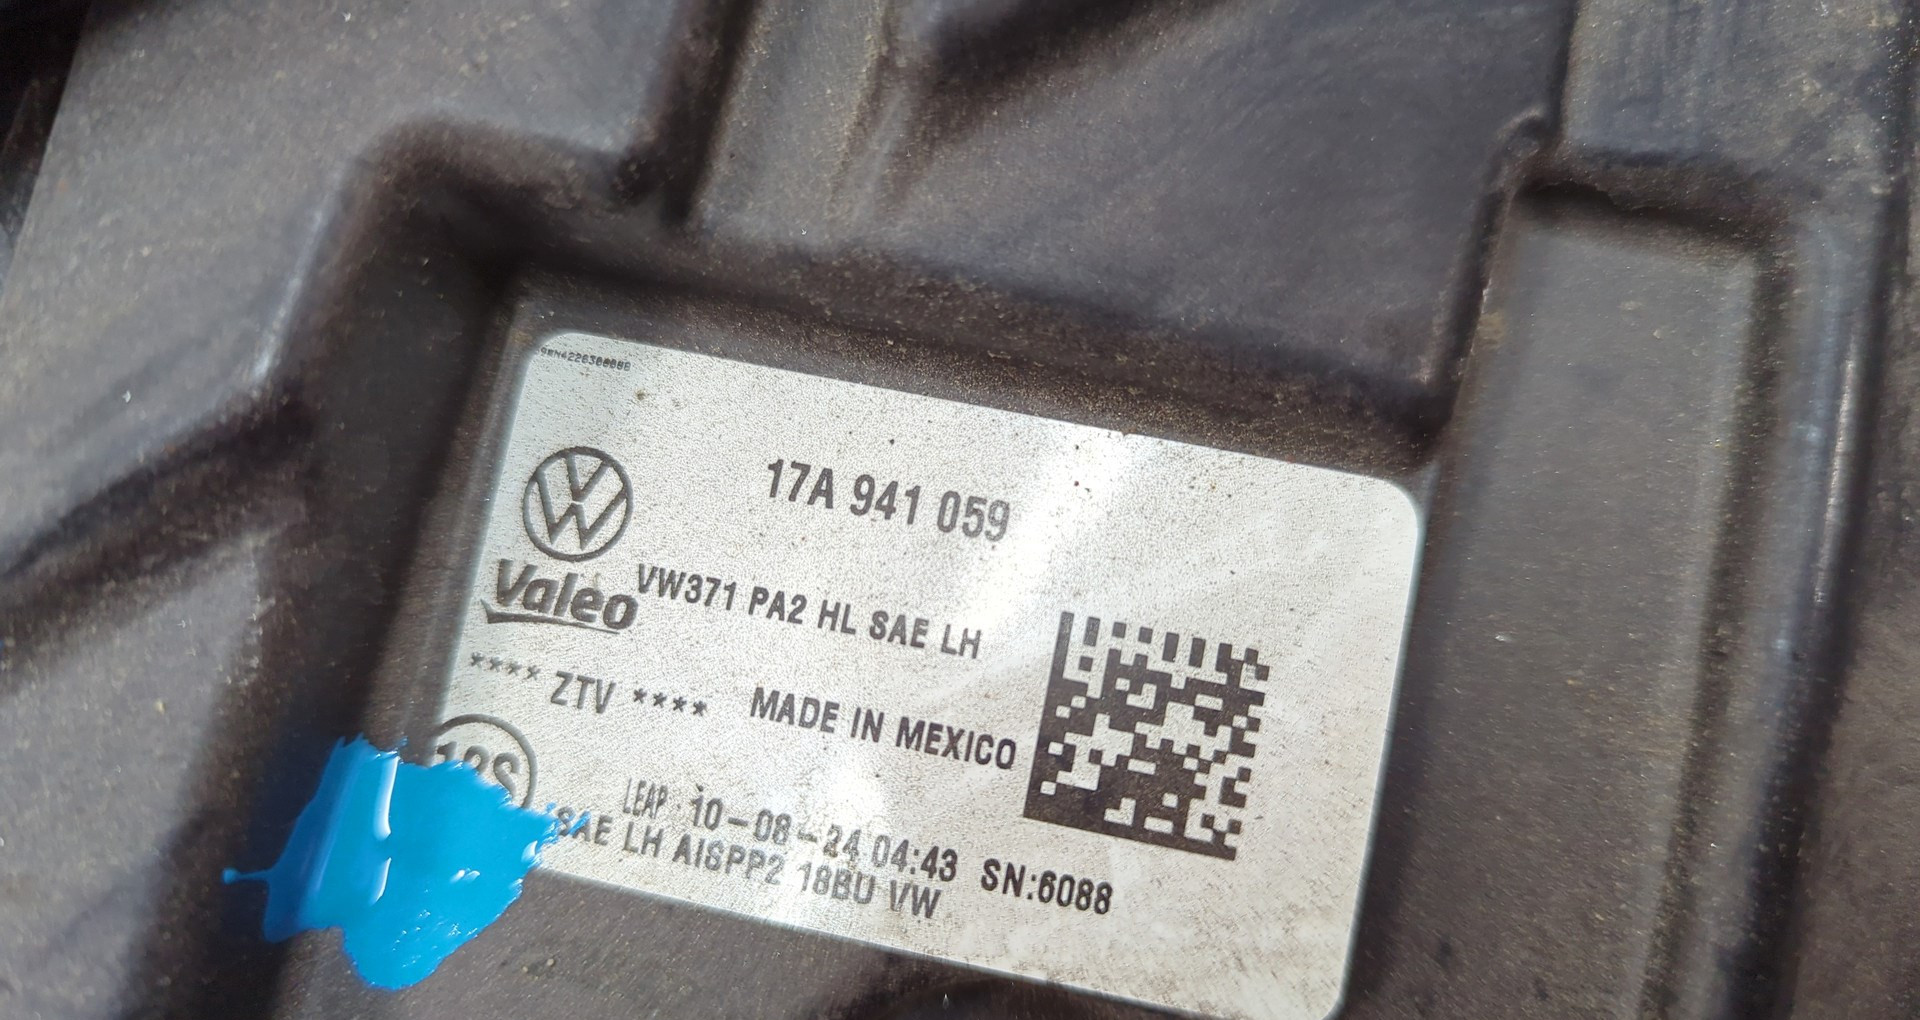 17A 941 059
Valeo
VW371 PA2 HL SAE LH
**** ZTV ****
MADE IN MEXICO
LEAP 10-08-24 04:43 SN:6088
SAE LH AISPP2 18BU VW